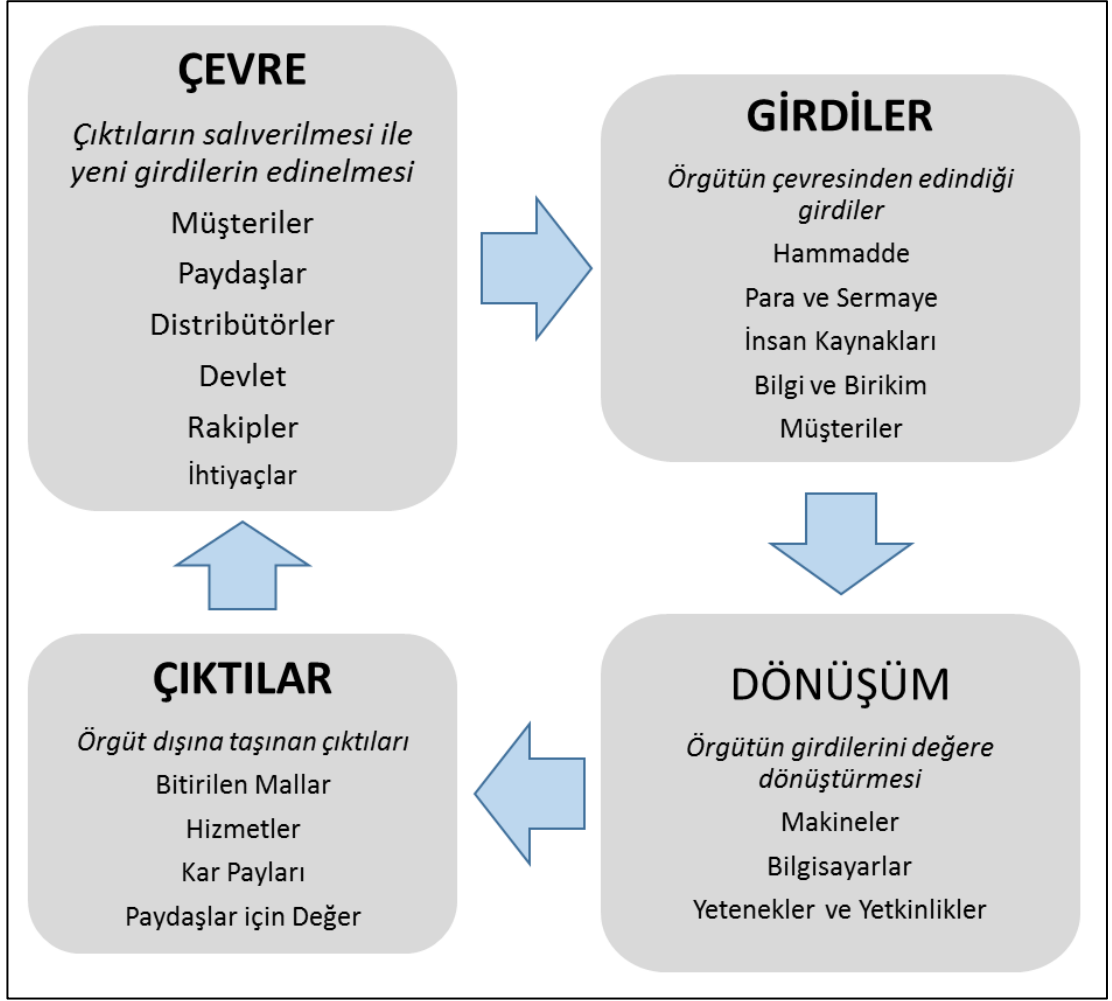 ÇEVRE
Çıktıların salıverilmesi ile
yeni girdilerin edinelmesi
Müşteriler
Paydaşlar
Distribütörler
Devlet
Rakipler
İhtiyaçlar
GİRDİLER
Örgütün çevresinden edindiği
girdiler
Hammadde
Para ve Sermaye
İnsan Kaynakları
Bilgi ve Birikim
Müşteriler
DÖNÜŞÜM
Örgütün girdilerini değere
dönüştürmesi
Makineler
Bilgisayarlar
Yetenekler ve Yetkinlikler
ÇIKTILAR
Örgüt dışına taşınan çıktıları
Bitirilen Mallar
Hizmetler
Kar Payları
Paydaşlar için Değer